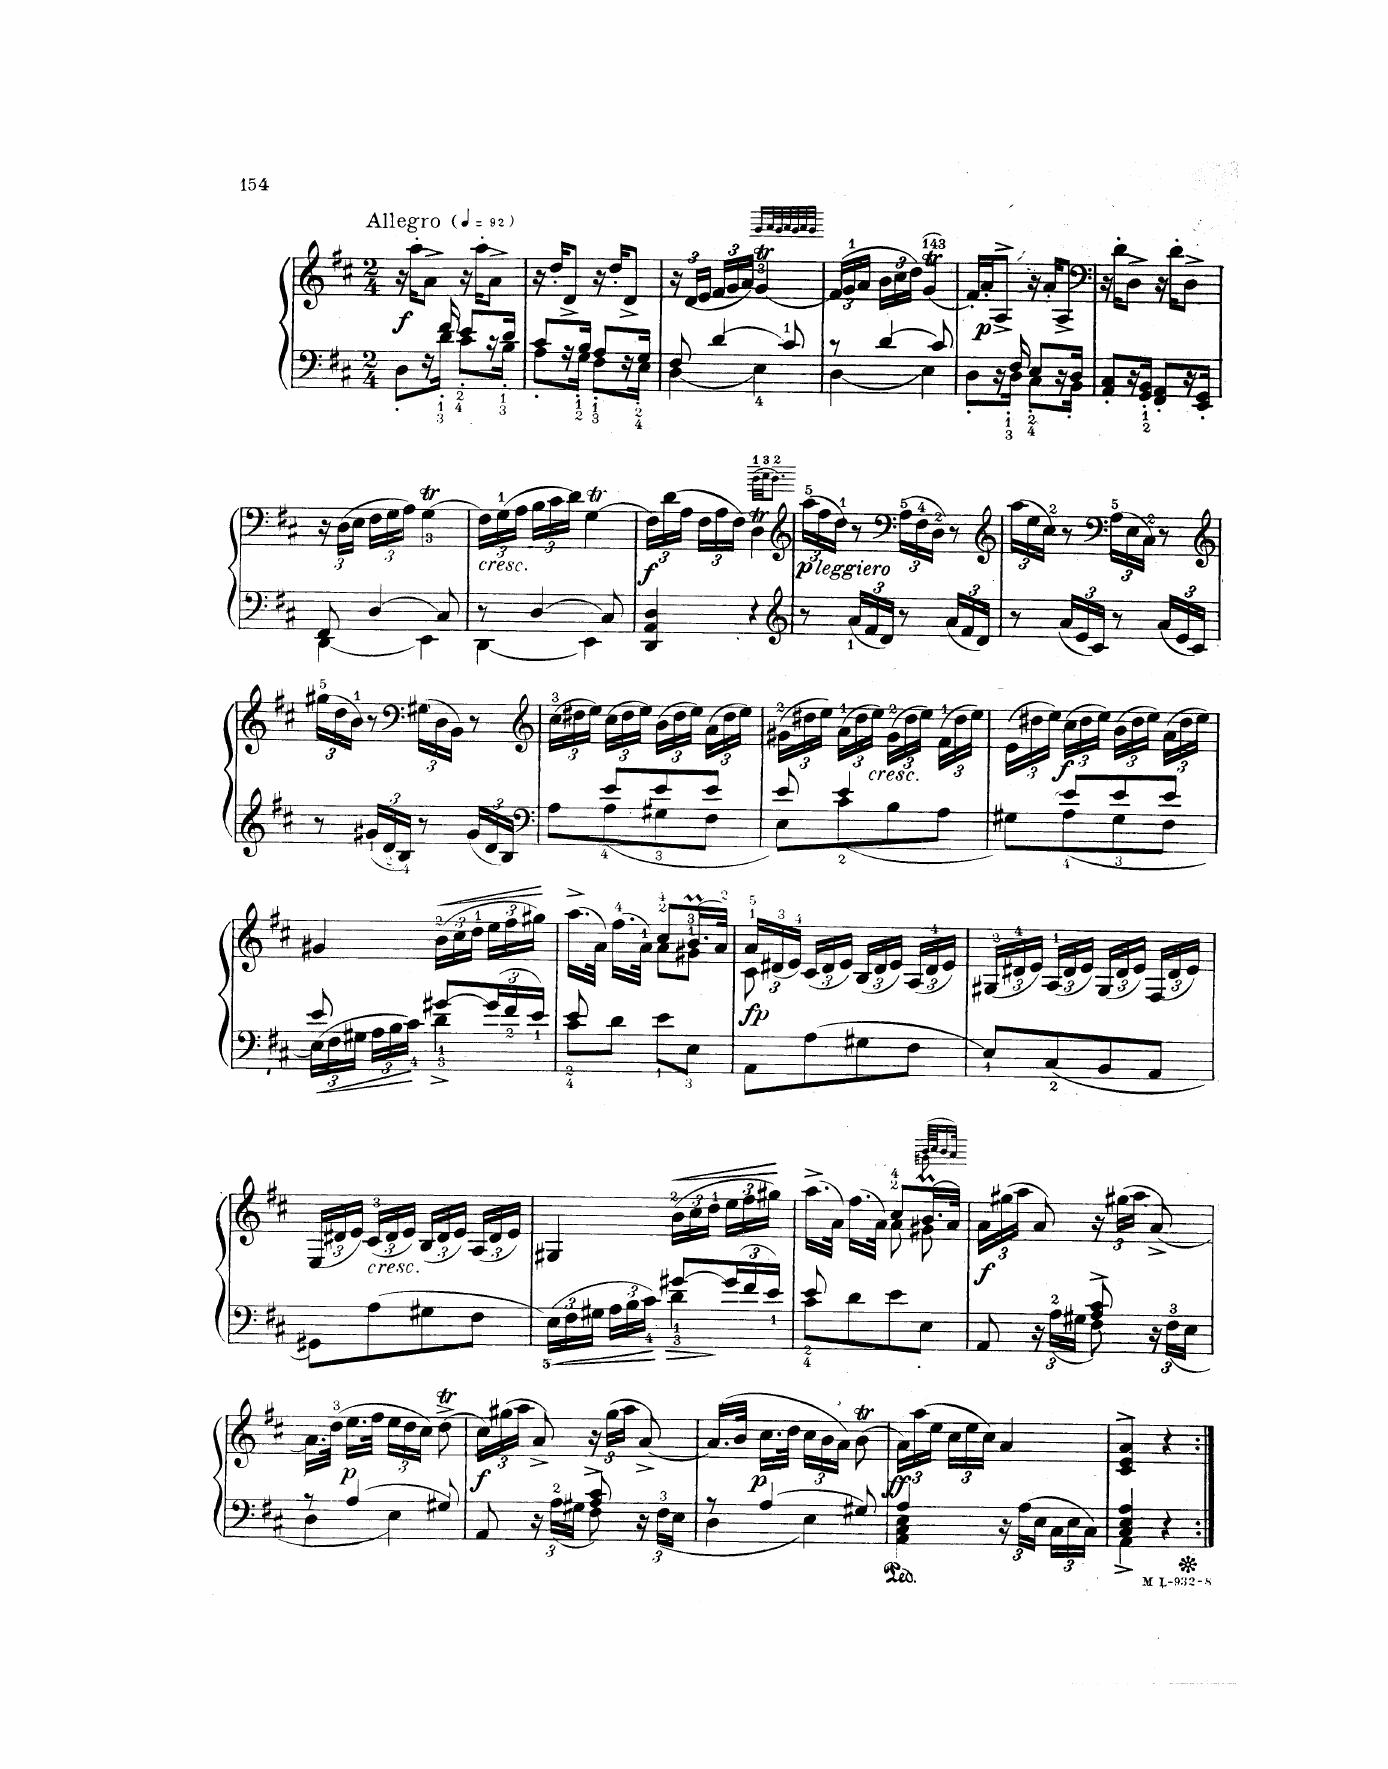 154
Allegro (♩ = 92)
f
p
cresc.
f
p leggiero
cresc.
f
fp
cresc.
f
p
f
p
ff
Ped.
M L-932-8